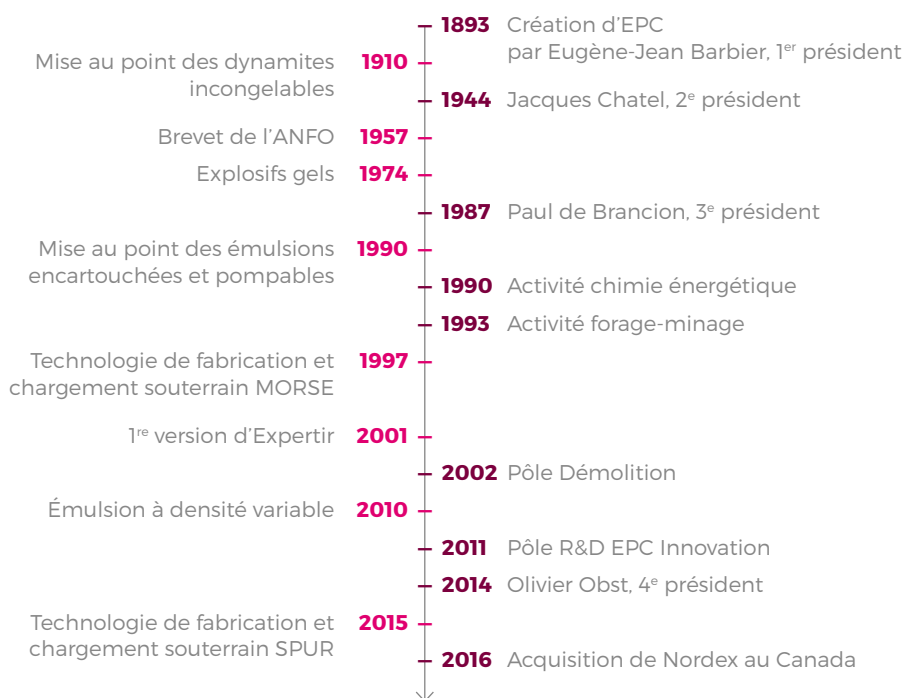 1893 Création d’EPC
par Eugène-Jean Barbier, 1er président
Mise au point des dynamites 1910
incongelables
1944 Jacques Chatel, 2e président
Brevet de l’ANFO 1957
Explosifs gels 1974
1987 Paul de Brancion, 3e président
Mise au point des émulsions 1990
encartouchées et pompables
1990 Activité chimie énergétique
1993 Activité forage-minage
Technologie de fabrication et 1997
chargement souterrain MORSE
1re version d’Expertir 2001
2002 Pôle Démolition
Émulsion à densité variable 2010
2011 Pôle R&D EPC Innovation
2014 Olivier Obst, 4e président
Technologie de fabrication et 2015
chargement souterrain SPUR
2016 Acquisition de Nordex au Canada